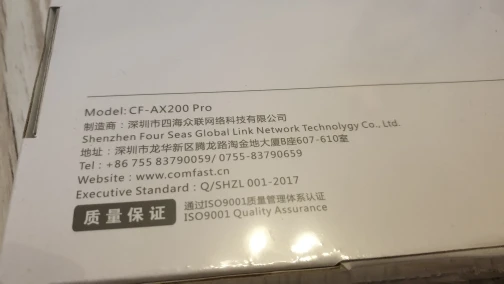 Model: CF-AX200 Pro
制造商：深圳市四海众联网络科技有限公司
Shenzhen Four Seas Global Link Network Technolygy Co., Ltd.
地址：深圳市龙华新区腾龙路淘金地大厦B座607-610室
Tel : +86 755 83790059/ 0755-83790659
Website : www.comfast.cn
Executive Standard : Q/SHZL 001-2017
质量保证
通过ISO9001质量管理体系认证
ISO9001 Quality Assurance